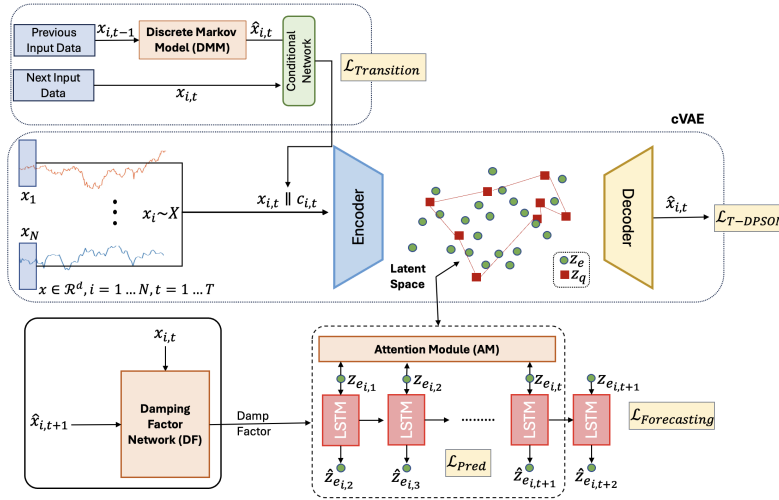 Previous
Input Data
x_{i,t−1}
Discrete Markov
Model (DMM)
x̂_{i,t}
Conditional
Network
ℒ_{Transition}
Next Input
Data
x_{i,t}
cVAE
x_1
x_N
x_i~X
x_{i,t} ∥ c_{i,t}
x ∈ ℛ^d, i = 1 … N, t = 1 … T
Encoder
Latent
Space
z_e
z_q
Decoder
x̂_{i,t}
ℒ_{T−DPSOM}
x_{i,t}
x̂_{i,t+1}
Damping
Factor
Network (DF)
Damp
Factor
Attention Module (AM)
z_{e_{i,1}}
z_{e_{i,2}}
z_{e_{i,t}}
z_{e_{i,t+1}}
LSTM
LSTM
.........
LSTM
LSTM
ℒ_{Forecasting}
ℒ_{Pred}
ẑ_{e_{i,2}}
ẑ_{e_{i,3}}
ẑ_{e_{i,t+1}}
ẑ_{e_{i,t+2}}